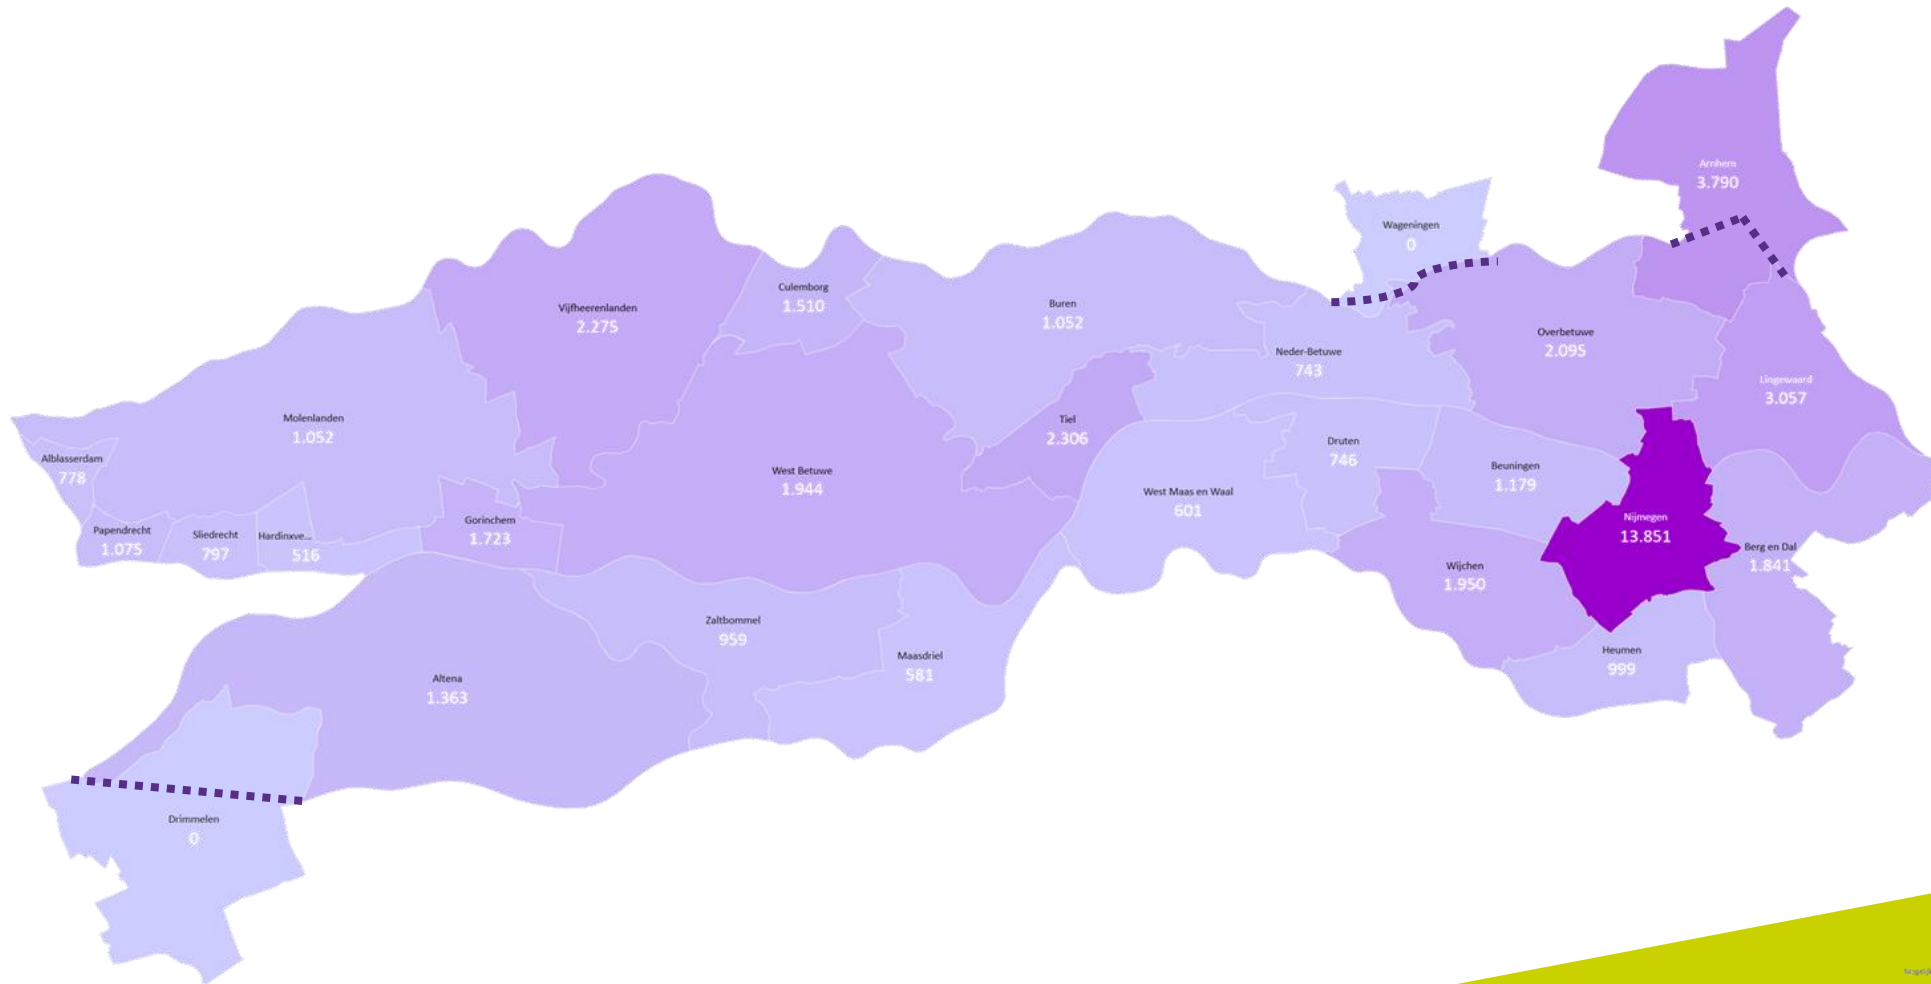 Arnhem
3.790
Wageningen
0
Culemborg
1.510
Vijfheerenlanden
2.275
Buren
1.052
Overbetuwe
2.095
Neder-Betuwe
743
Lingewaard
3.057
Molenlanden
1.052
Tiel
2.306
Druten
746
Alblasserdam
778
West Betuwe
1.944
Beuningen
1.179
West Maas en Waal
601
Gorinchem
1.723
Nijmegen
13.851
Papendrecht
1.075
Sliedrecht
797
Hardinxve...
516
Berg en Dal
1.841
Wijchen
1.950
Zaltbommel
959
Heumen
999
Maasdriel
581
Altena
1.363
Drimmelen
0